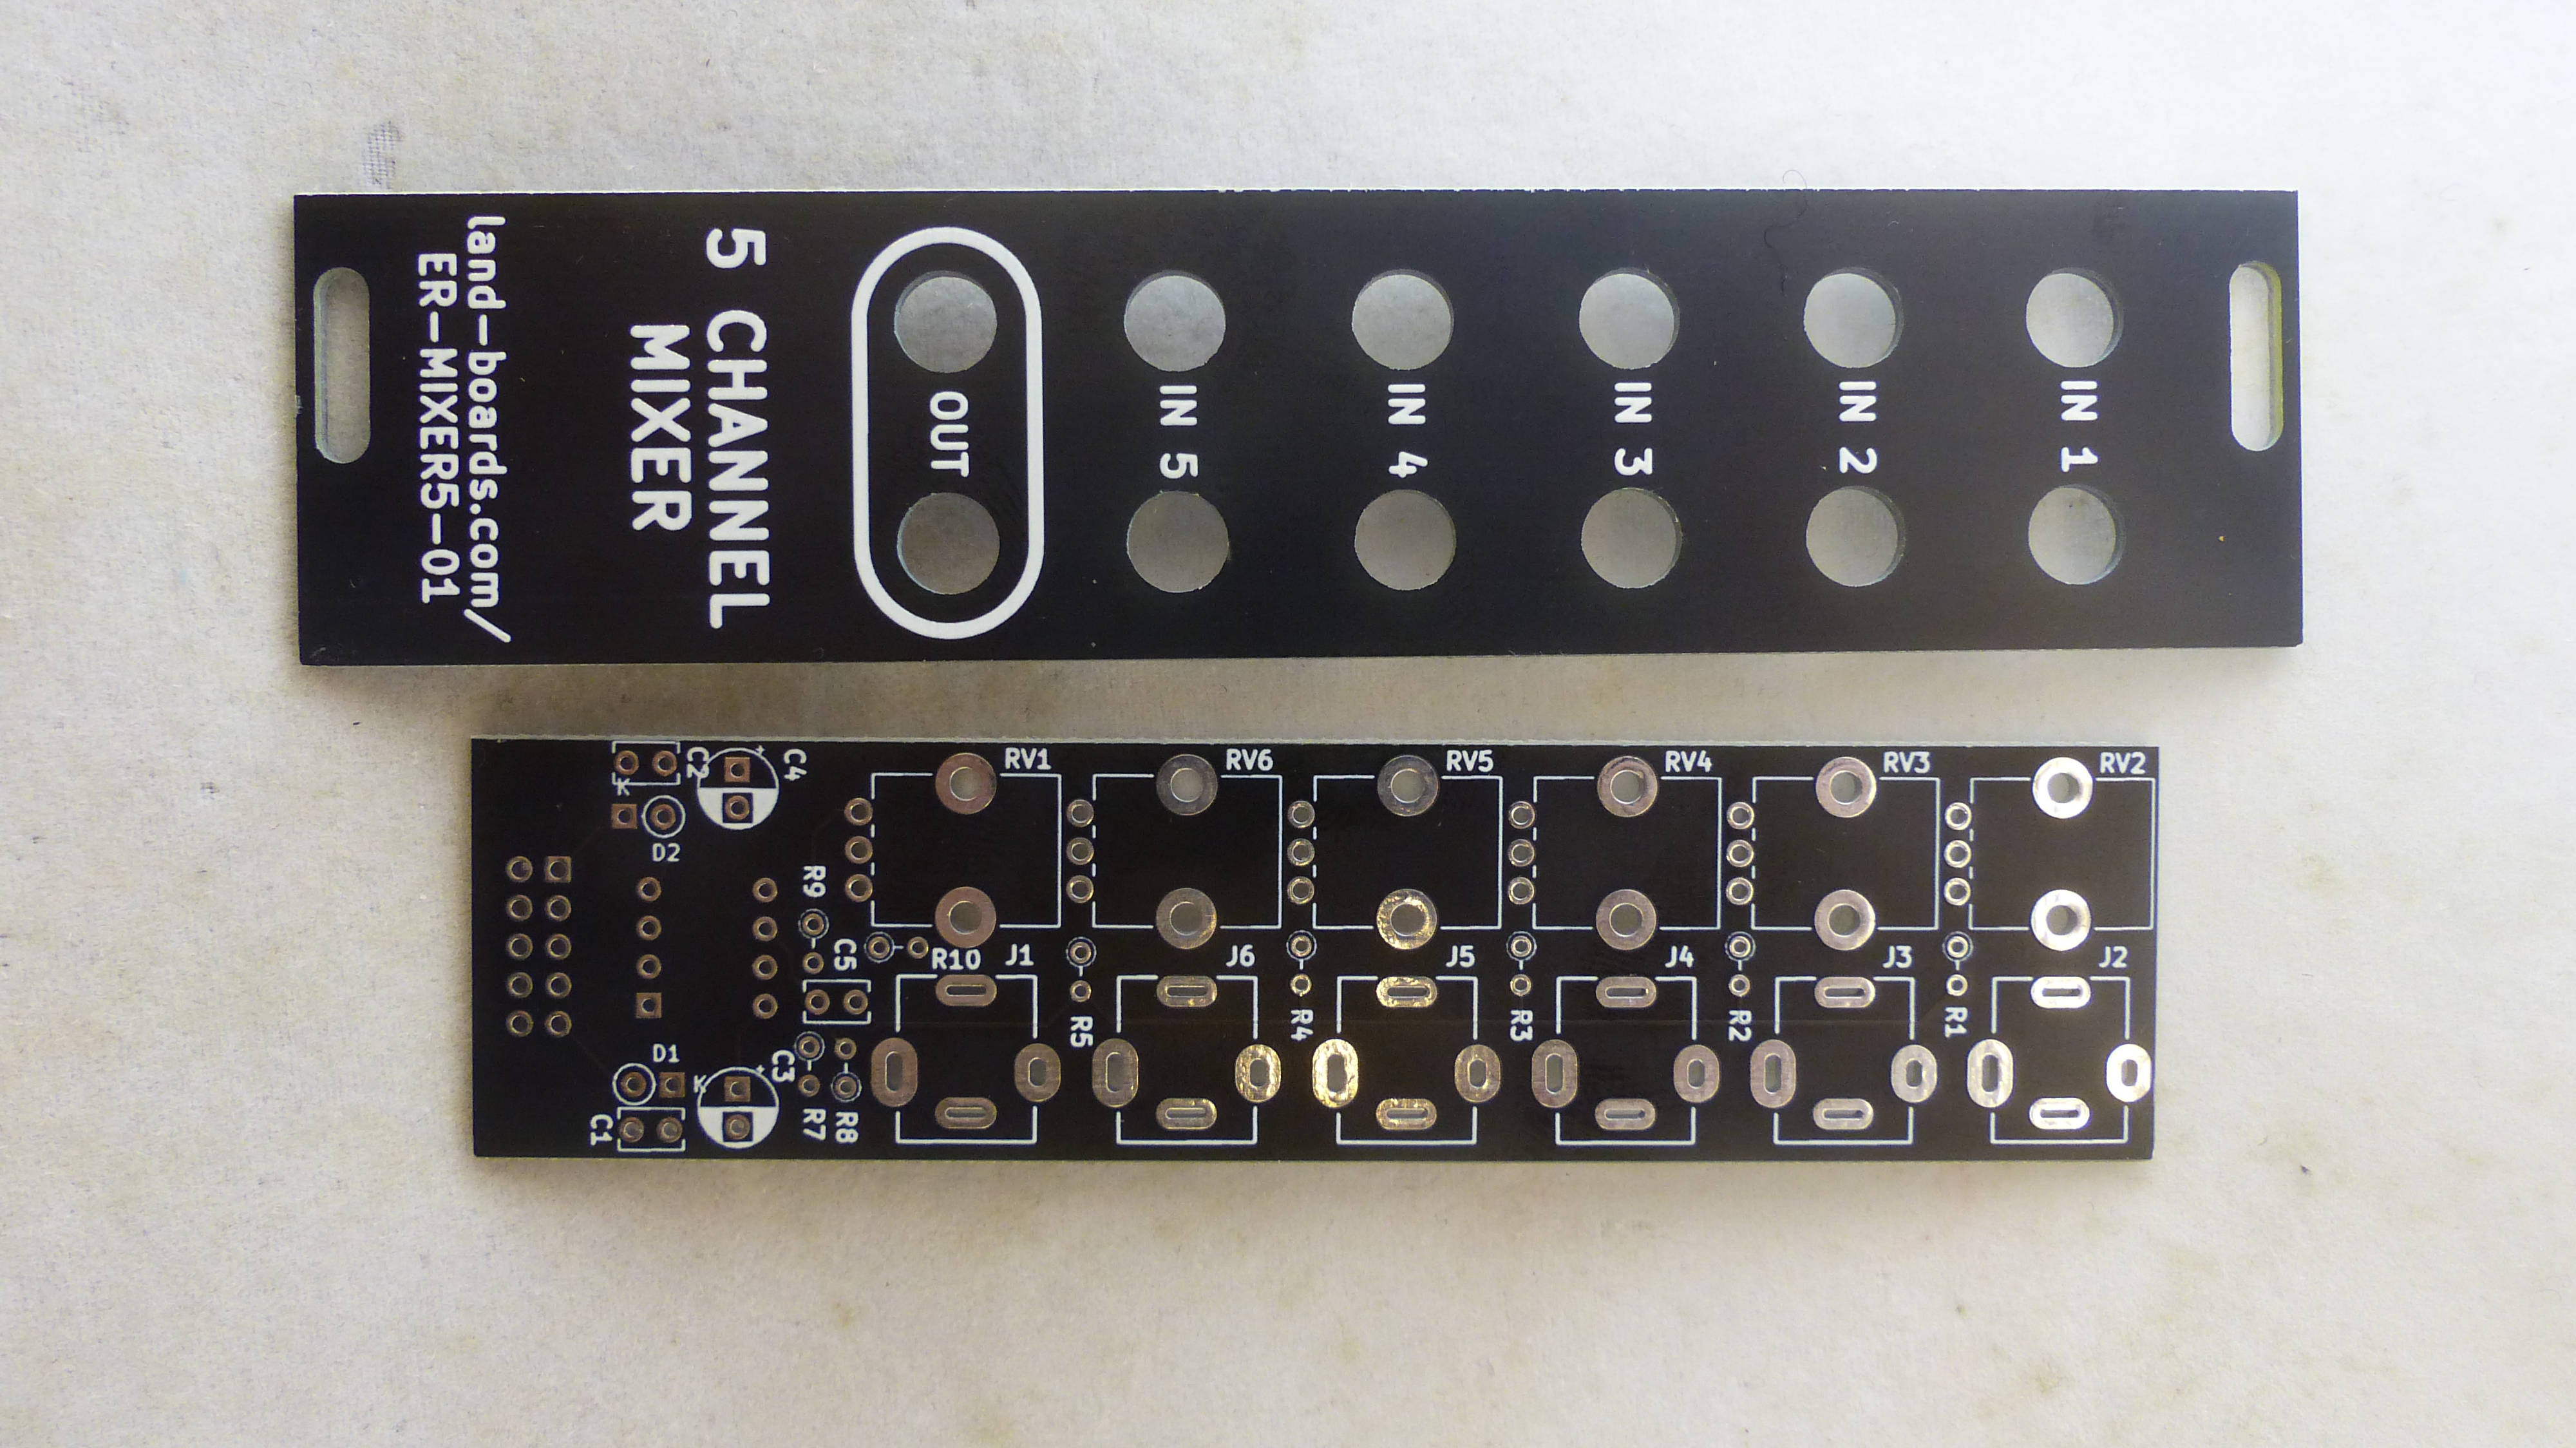 IN 1
IN 2
IN 3
IN 4
IN 5
OUT
5 CHANNEL
MIXER
land-boards.com/
ER-MIXER5-01
RV2
J2
R1
RV3
J3
R2
RV4
J4
R3
RV5
J5
R4
RV6
J6
R5
RV1
J1
R10
C5
R8
R9
R7
C4
C3
+
+
C2
K
D2
D1
K
C1